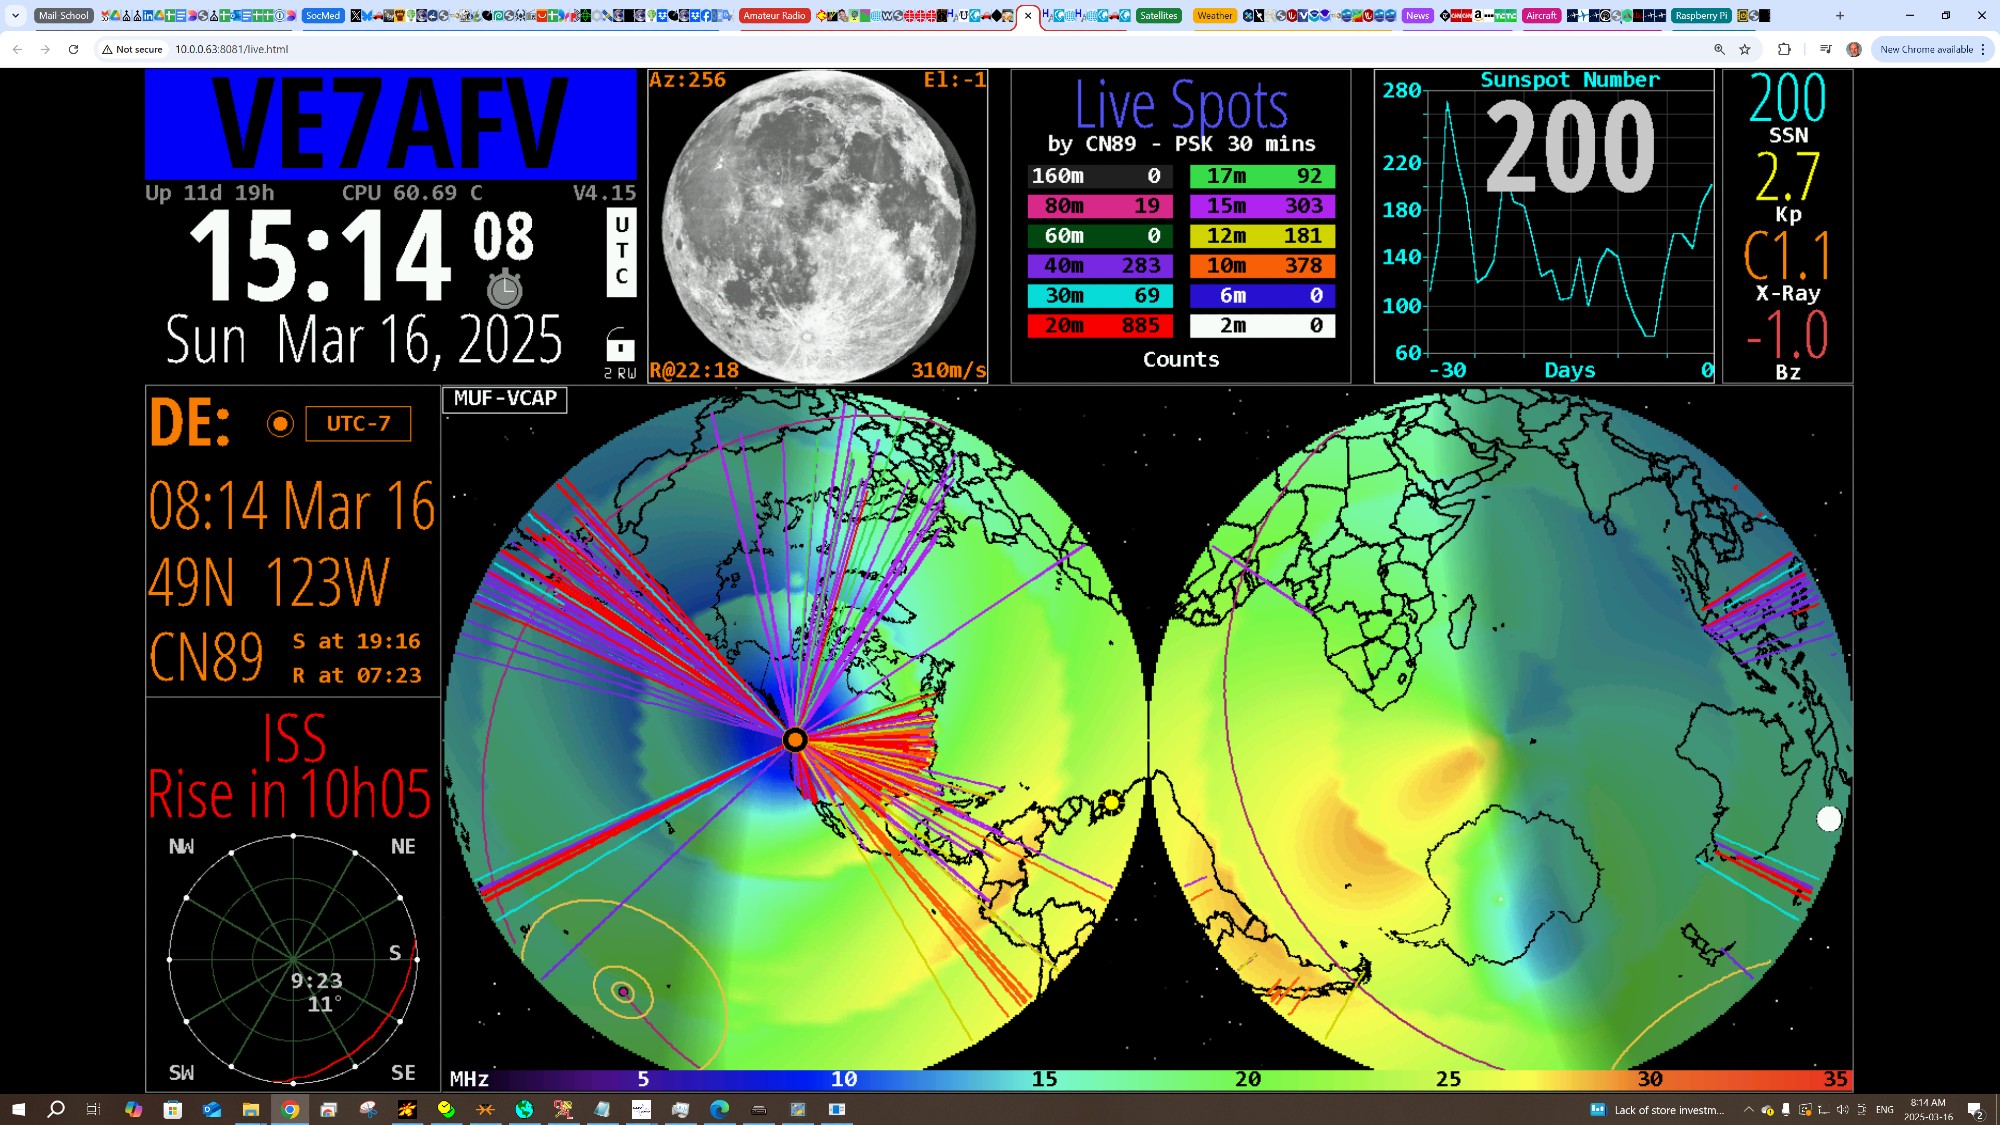 Mail School
SocMed
Amateur Radio
Satellites
Weather
News
Aircraft
Raspberry Pi
Not secure
10.0.0.63:8081/live.html
New Chrome available
VE7AFV
Up 11d 19h
CPU 60.69 C
V4.15
15:14 08
UTC
Sun Mar 16, 2025
2 RW
Az:256
El:-1
R@22:18
310m/s
Live Spots
by CN89 - PSK 30 mins
160m 0
17m 92
80m 19
15m 303
60m 0
12m 181
40m 283
10m 378
30m 69
6m 0
20m 885
2m 0
Counts
Sunspot Number
200
280
220
180
140
100
60
-30
Days
0
200
SSN
2.7
Kp
C1.1
X-Ray
-1.0
Bz
DE:
UTC-7
08:14 Mar 16
49N 123W
CN89
S at 19:16
R at 07:23
ISS
Rise in 10h05
NW
NE
S
9:23
11°
SW
SE
MUF-VCAP
MHz
5
10
15
20
25
30
35
Lack of store investm...
ENG
8:14 AM
2025-03-16
2